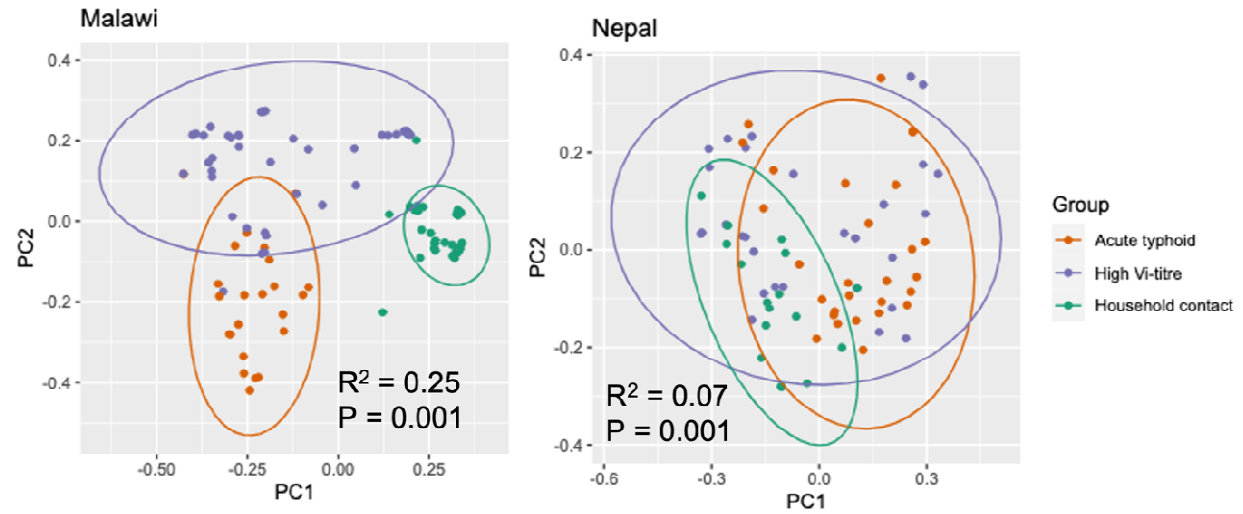 Malawi
PC2
0.4
0.2
0.0
-0.2
-0.4
R² = 0.25
P = 0.001
-0.50
-0.25
0.00
0.25
PC1
Nepal
PC2
0.4
0.2
0.0
-0.2
-0.4
R² = 0.07
P = 0.001
-0.6
-0.3
0.0
0.3
PC1
Group
Acute typhoid
High Vi-titre
Household contact